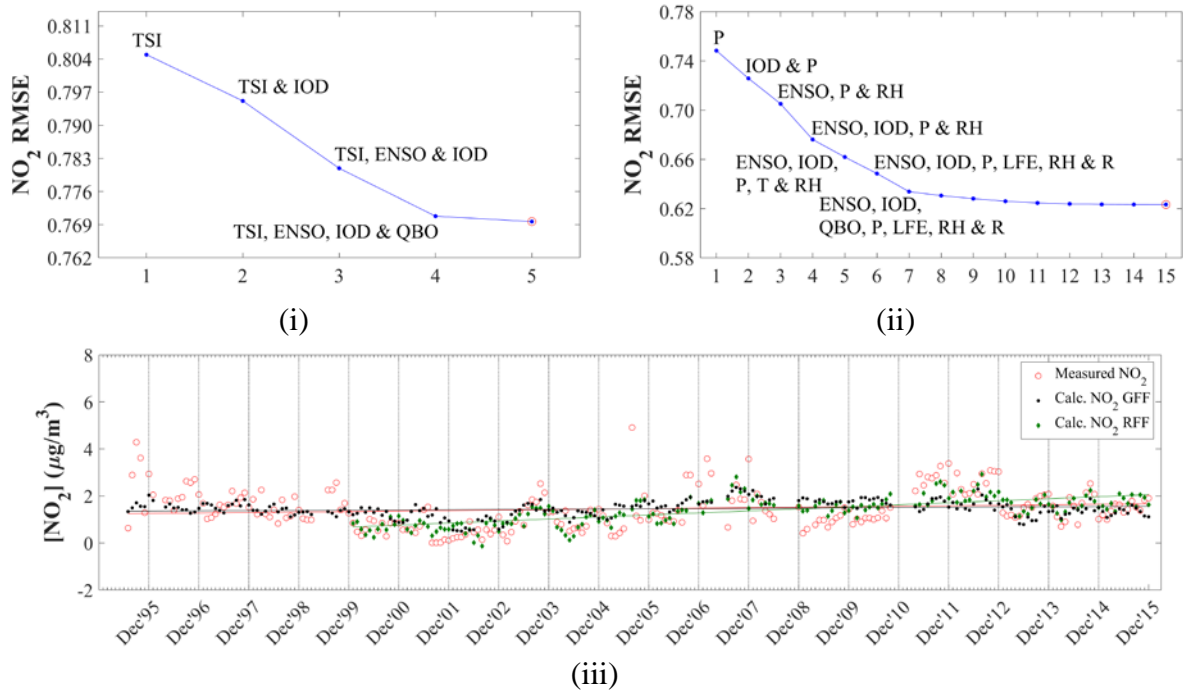 NO2 RMSE
0.811
0.804
0.797
0.790
0.783
0.776
0.769
0.762
TSI
TSI & IOD
TSI, ENSO & IOD
TSI, ENSO, IOD & QBO
1 2 3 4 5
(i)
NO2 RMSE
0.78
0.74
0.70
0.66
0.62
0.58
P
IOD & P
ENSO, P & RH
ENSO, IOD, P & RH
ENSO, IOD,
P, T & RH
ENSO, IOD, P, LFE, RH & R
ENSO, IOD,
QBO, P, LFE, RH & R
1 2 3 4 5 6 7 8 9 10 11 12 13 14 15
(ii)
[NO2] (μg/m3)
8
6
4
2
0
-2
Measured NO2
Calc. NO2 GFF
Calc. NO2 RFF
Dec'95 Dec'96 Dec'97 Dec'98 Dec'99 Dec'00 Dec'01 Dec'02 Dec'03 Dec'04 Dec'05 Dec'06 Dec'07 Dec'08 Dec'09 Dec'10 Dec'11 Dec'12 Dec'13 Dec'14 Dec'15
(iii)